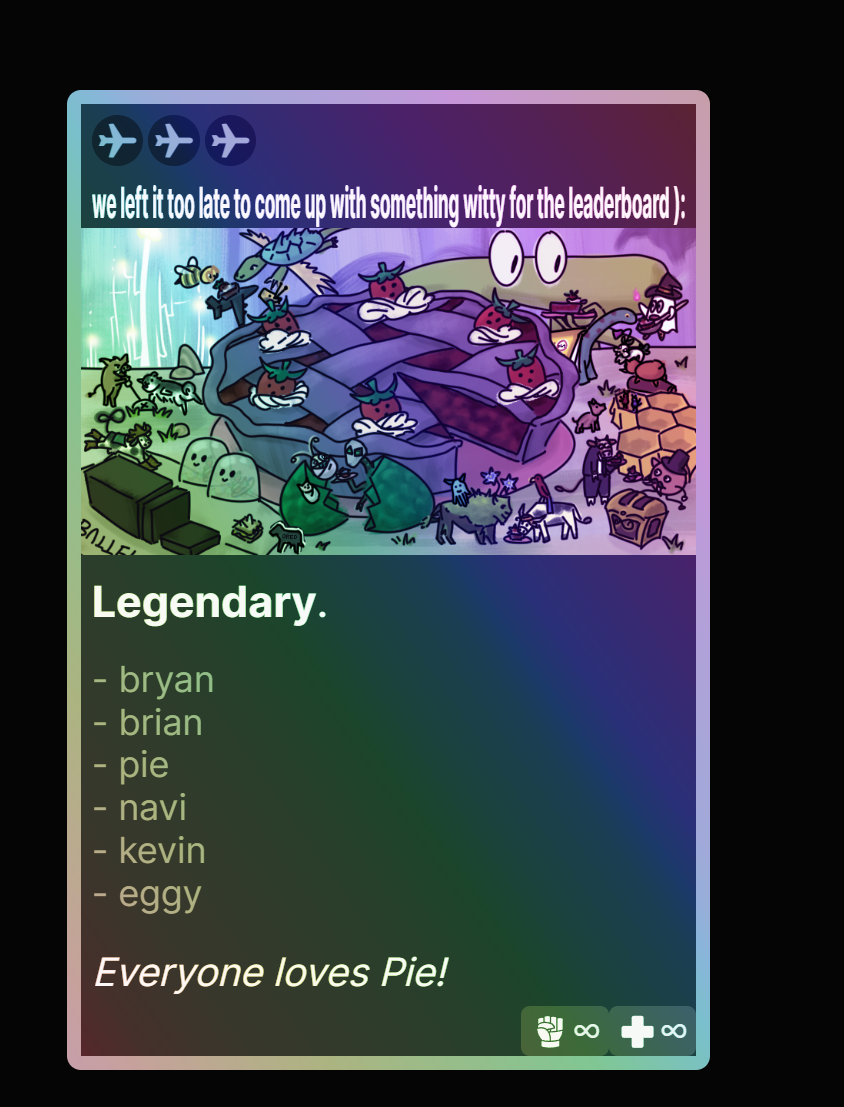 we left it too late to come up with something witty for the leaderboard ):
Legendary.
- bryan
- brian
- pie
- navi
- kevin
- eggy
Everyone loves Pie!
∞ ∞